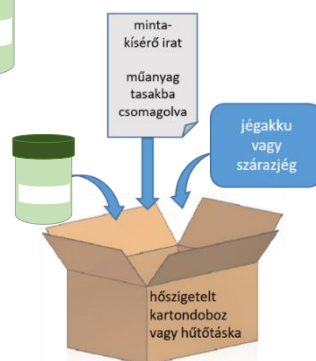 minta-
kísérő irat
műanyag
tasakba
csomagolva
jégakku
vagy
szárazjég
hőszigetelt
kartondoboz
vagy hűtőtáska